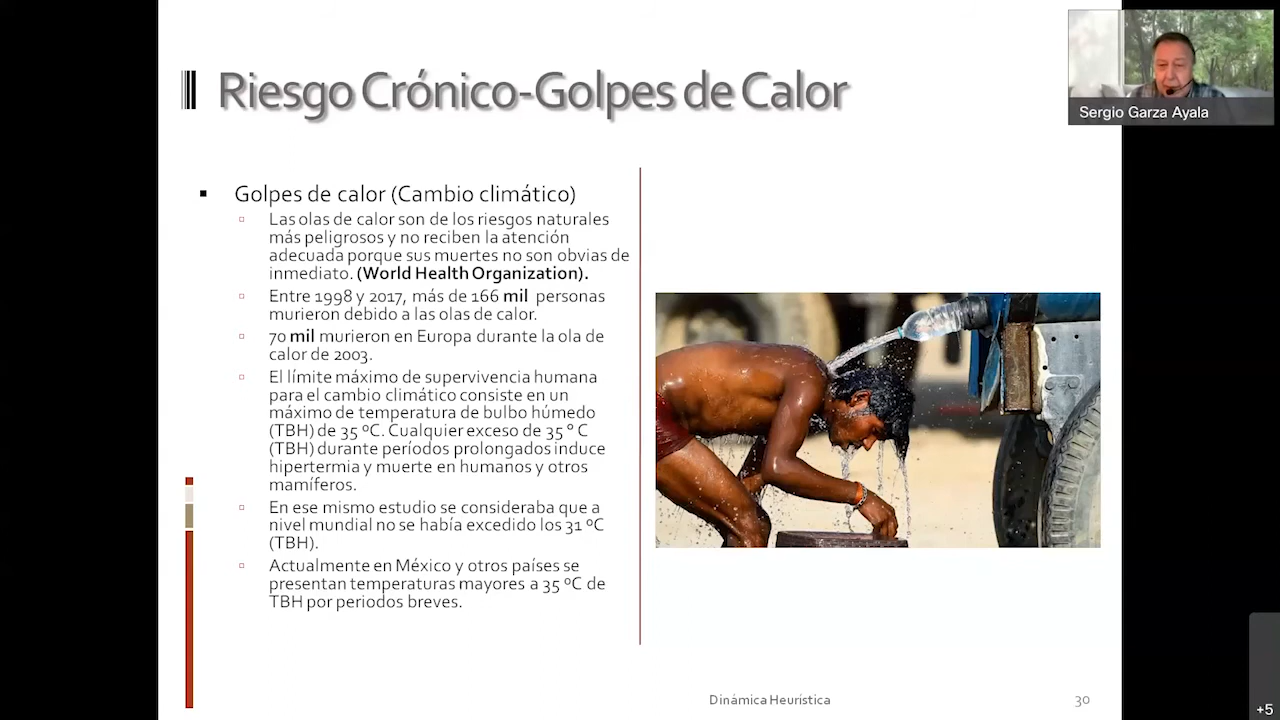 Riesgo Crónico-Golpes de Calor
Sergio Garza Ayala
Golpes de calor (Cambio climático)
Las olas de calor son de los riesgos naturales
más peligrosos y no reciben la atención
adecuada porque sus muertes no son obvias de
inmediato. (World Health Organization).
Entre 1998 y 2017, más de 166 mil personas
murieron debido a las olas de calor.
70 mil murieron en Europa durante la ola de
calor de 2003.
El límite máximo de supervivencia humana
para el cambio climático consiste en un
máximo de temperatura de bulbo húmedo
(TBH) de 35 ºC. Cualquier exceso de 35 ° C
(TBH) durante períodos prolongados induce
hipertermia y muerte en humanos y otros
mamíferos.
En ese mismo estudio se consideraba que a
nivel mundial no se había excedido los 31 ºC
(TBH).
Actualmente en México y otros países se
presentan temperaturas mayores a 35 ºC de
TBH por periodos breves.
Dinámica Heurística
30
+5